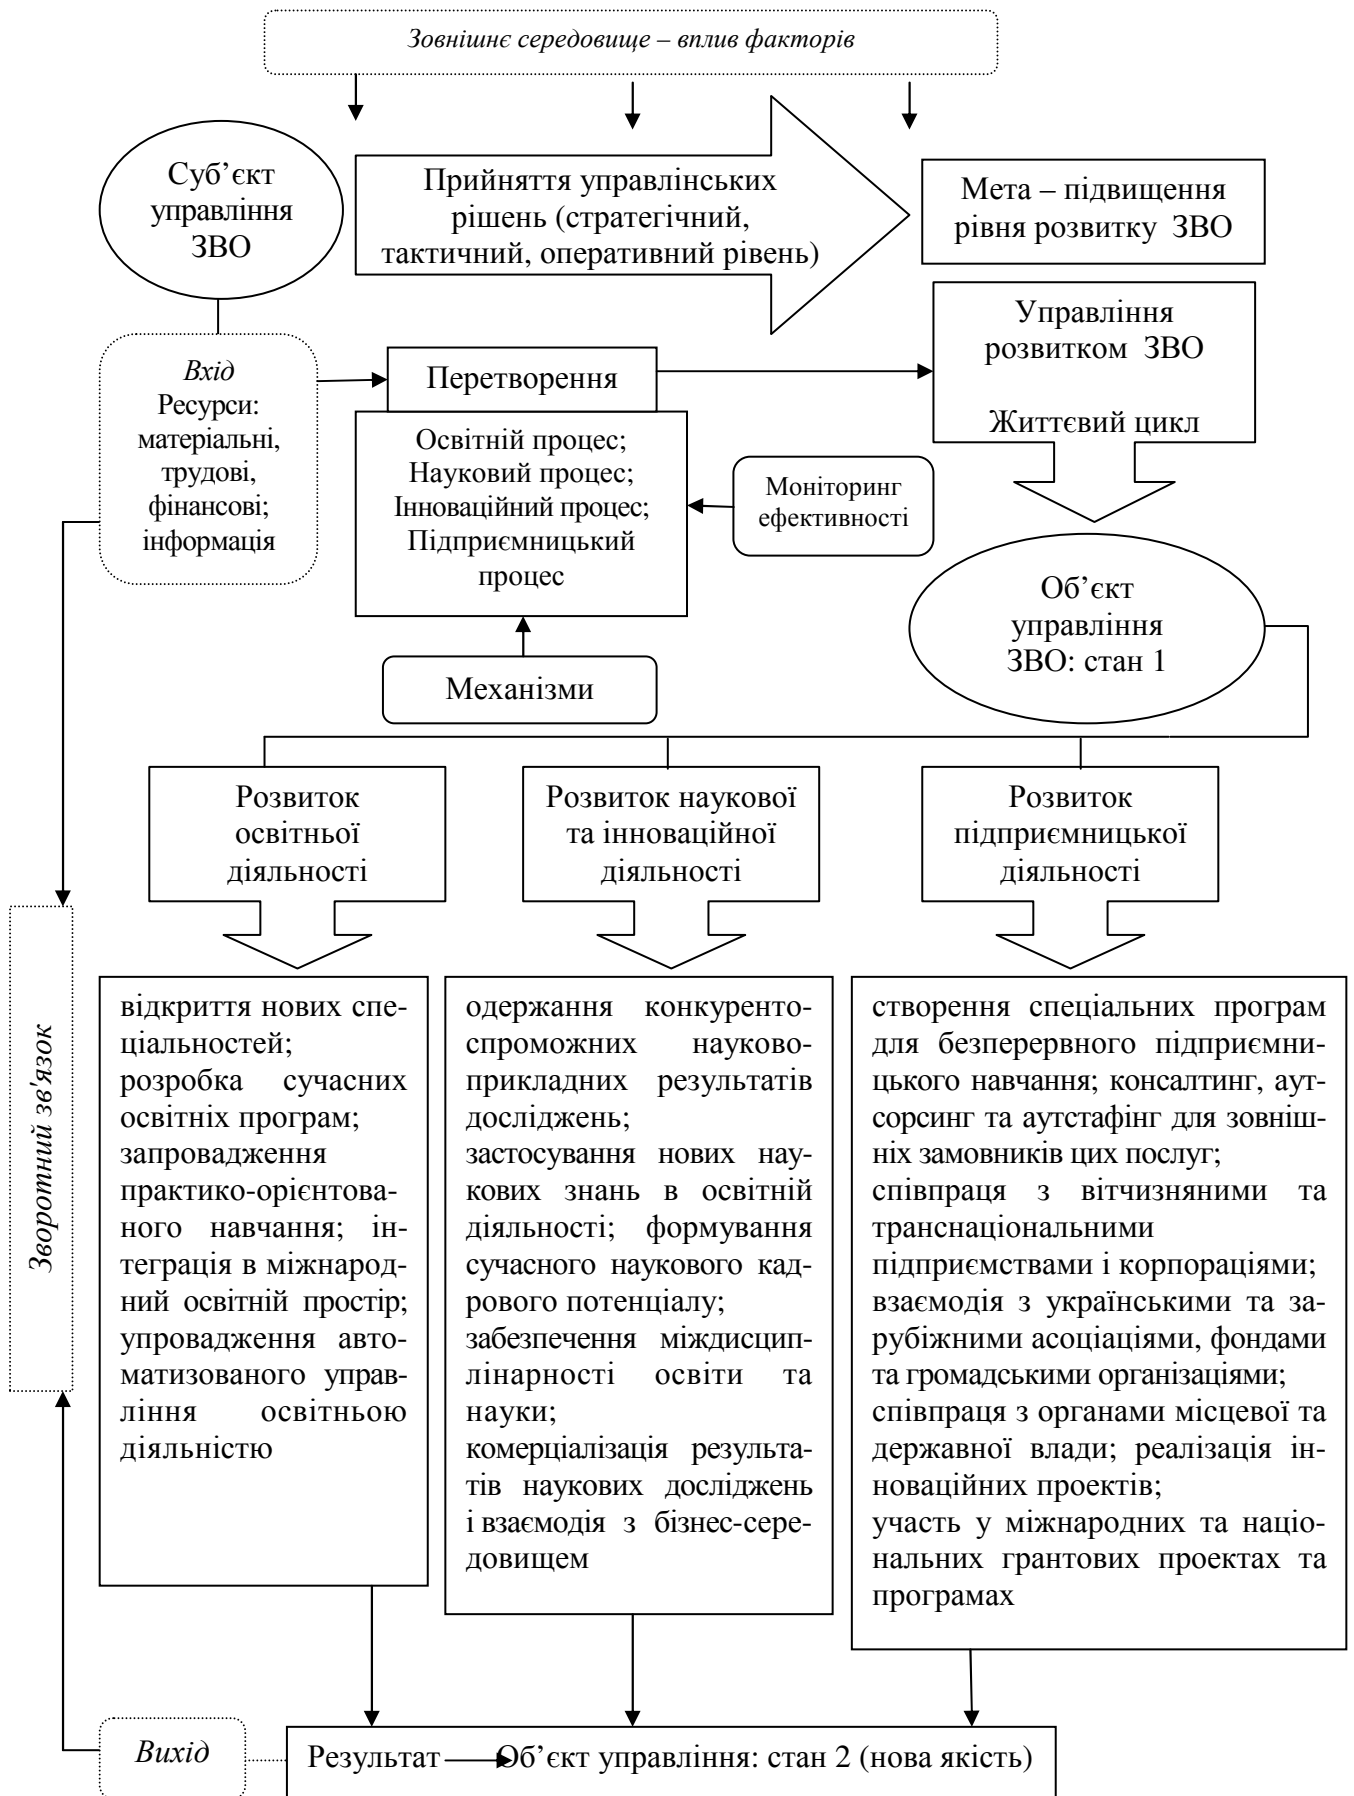 Зовнішнє середовище – вплив факторів
Суб’єкт
управління
ЗВО
Прийняття управлінських
рішень (стратегічний,
тактичний, оперативний рівень)
Мета – підвищення
рівня розвитку ЗВО
Вхід
Ресурси:
матеріальні,
трудові,
фінансові;
інформація
Перетворення
Освітній процес;
Науковий процес;
Інноваційний процес;
Підприємницький
процес
Моніторинг
ефективності
Механізми
Управління
розвитком ЗВО
Життєвий цикл
Об’єкт
управління
ЗВО: стан 1
Розвиток
освітньої
діяльності
Розвиток наукової
та інноваційної
діяльності
Розвиток
підприємницької
діяльності
Зворотний зв'язок
відкриття нових спе-
ціальностей;
розробка сучасних
освітніх програм;
запровадження
практико-орієнтова-
ного навчання; ін-
теграція в міжнарод-
ний освітній простір;
упровадження авто-
матизованого управ-
ління освітньою
діяльністю
одержання конкуренто-
спроможних науково-
прикладних результатів
досліджень;
застосування нових нау-
кових знань в освітній
діяльності; формування
сучасного наукового кад-
рового потенціалу;
забезпечення міждисцип-
лінарності освіти та
науки;
комерціалізація результа-
тів наукових досліджень
і взаємодія з бізнес-сере-
довищем
створення спеціальних програм
для безперервного підприємни-
цького навчання; консалтинг, аут-
сорсинг та аутстафінг для зовніш-
ніх замовників цих послуг;
співпраця з вітчизняними та
транснаціональними
підприємствами і корпораціями;
взаємодія з українськими та за-
рубіжними асоціаціями, фондами
та громадськими організаціями;
співпраця з органами місцевої та
державної влади; реалізація ін-
новаційних проектів;
участь у міжнародних та націо-
нальних грантових проектах та
програмах
Вихід
Результат Об’єкт управління: стан 2 (нова якість)